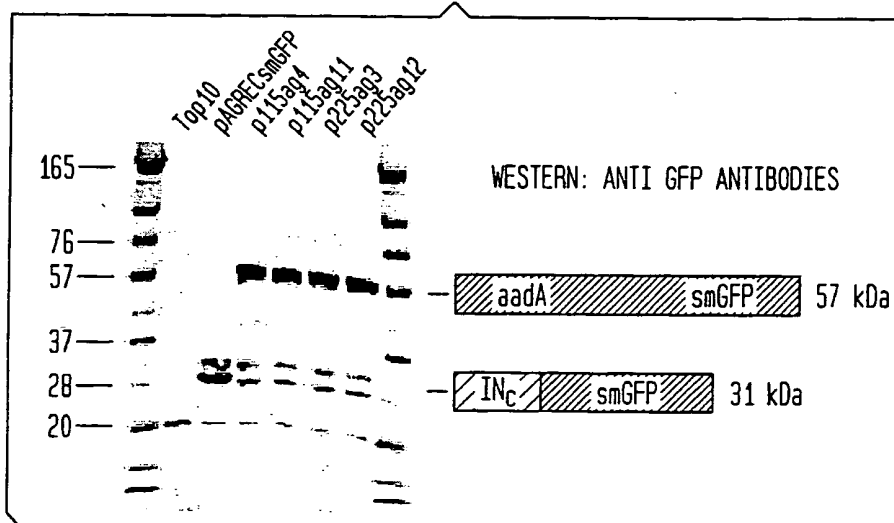 Top10
pAGRECsmGFP
p115ag4
p115ag11
p225ag3
p225ag12
165
76
57
37
28
20
WESTERN: ANTI GFP ANTIBODIES
aadA smGFP 57 kDa
INC smGFP 31 kDa